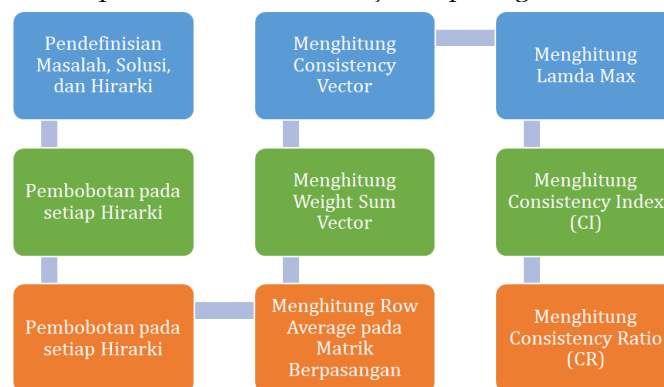 Pendefinisian
Masalah, Solusi,
dan Hirarki
Pembobotan pada
setiap Hirarki
Pembobotan pada
setiap Hirarki
Menghitung Row
Average pada
Matrik
Berpasangan
Menghitung
Weight Sum
Vector
Menghitung
Consistency
Vector
Menghitung
Lamda Max
Menghitung
Consistency Index
(CI)
Menghitung
Consistency Ratio
(CR)